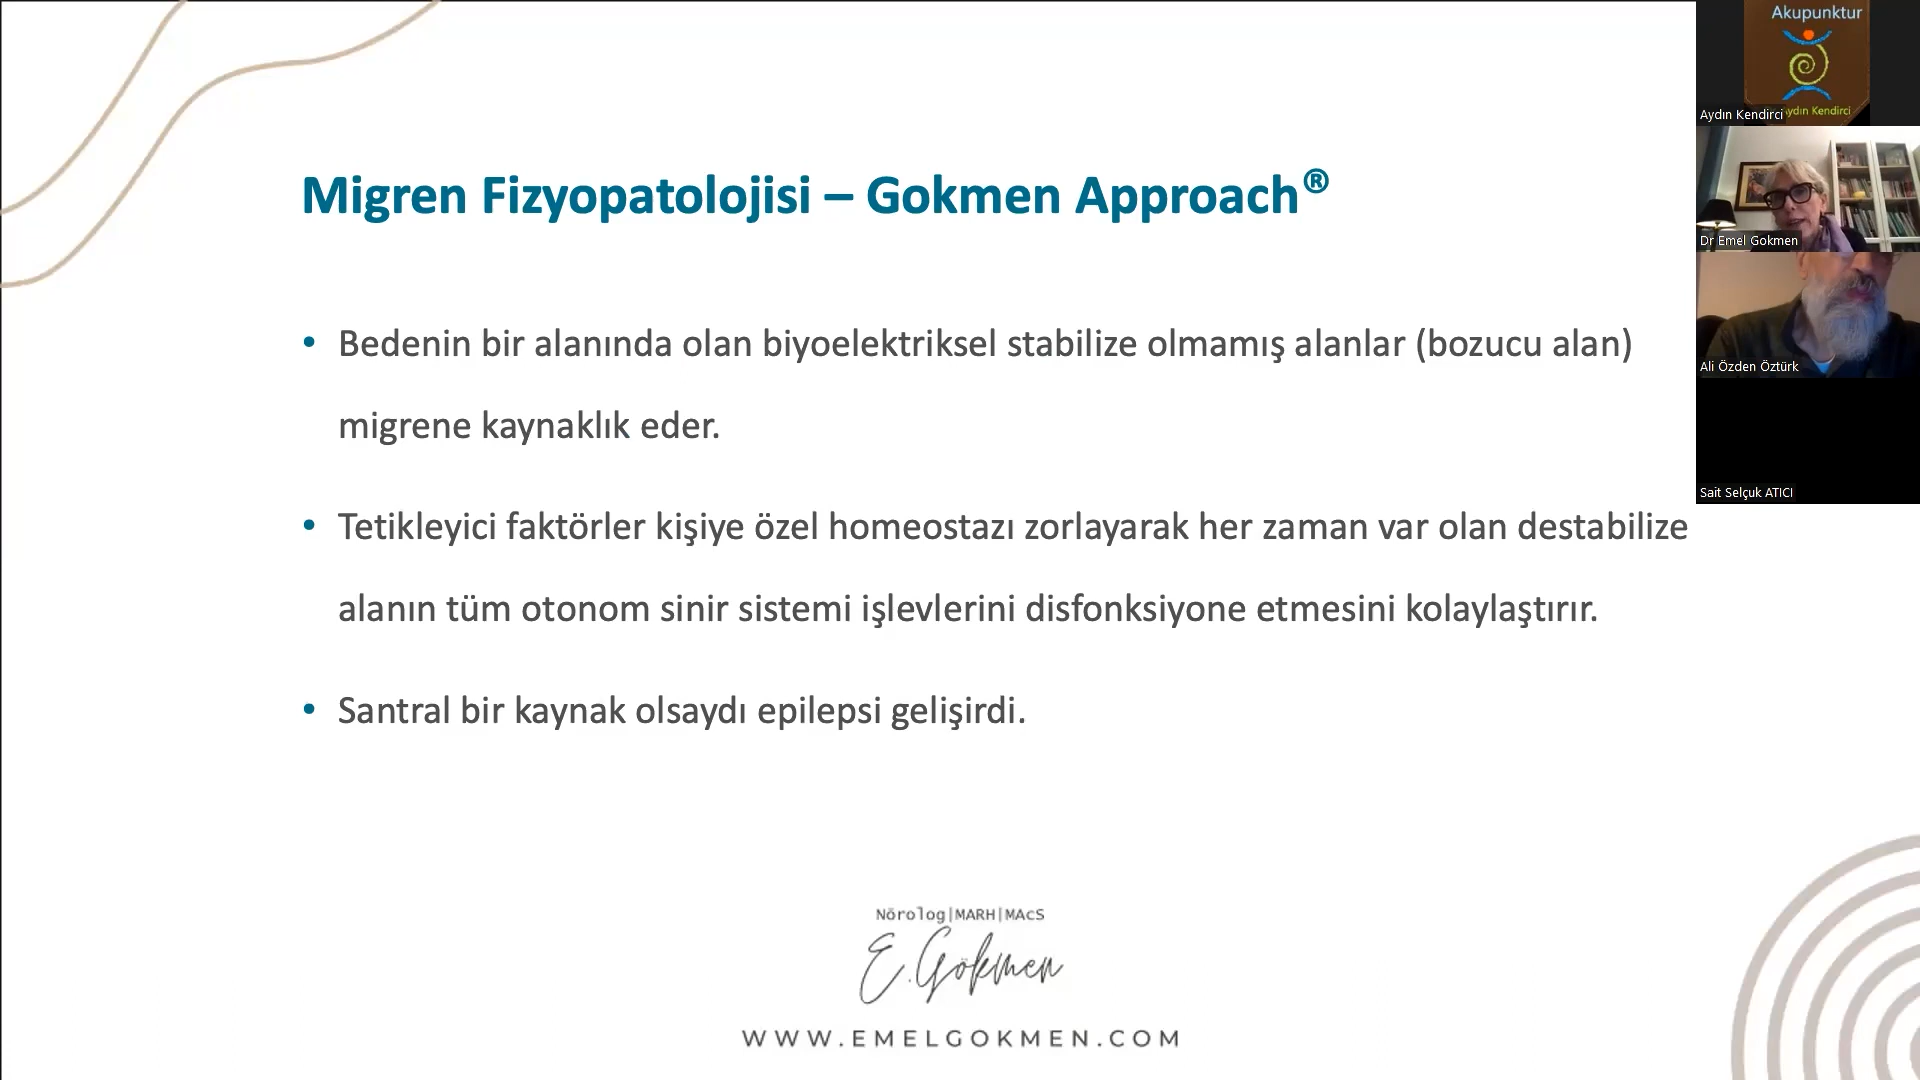 Migren Fizyopatolojisi – Gokmen Approach®
• Bedenin bir alanında olan biyoelektriksel stabilize olmamış alanlar (bozucu alan)
migrene kaynaklık eder.
• Tetikleyici faktörler kişiye özel homeostazı zorlayarak her zaman var olan destabilize
alanın tüm otonom sinir sistemi işlevlerini disfonksiyone etmesini kolaylaştırır.
• Santral bir kaynak olsaydı epilepsi gelişirdi.
Nörolog|MARH|MAcS
E.Gökmen
WWW.EMELGOKMEN.COM
Akupunktur
Aydın Kendirci
Aydın Kendirci
Dr Emel Gokmen
Ali Özden Öztürk
Sait Selçuk ATICI